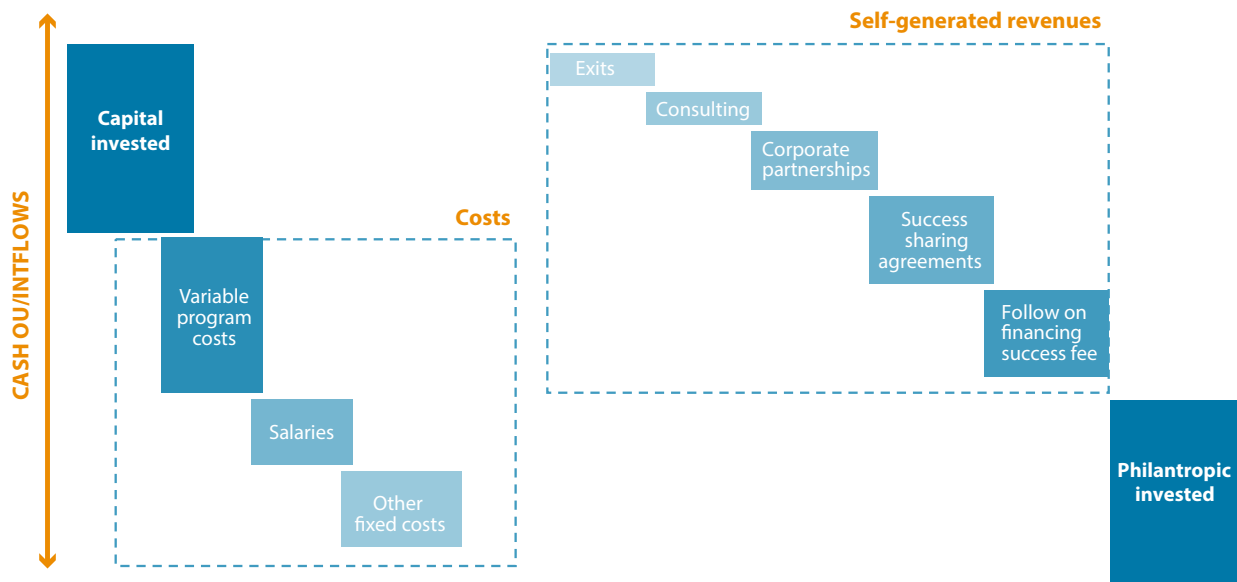 CASH OU/INTFLOWS
Capital
invested
Costs
Variable
program
costs
Salaries
Other
fixed costs
Self-generated revenues
Exits
Consulting
Corporate
partnerships
Success
sharing
agreements
Follow on
financing
success fee
Philantropic
invested